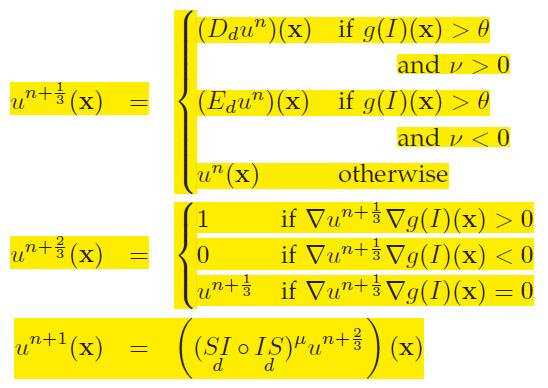 u^{n+\frac{1}{3}}(\mathbf{x}) = \begin{cases} (D_d u^n)(\mathbf{x}) & \text{if } g(I)(\mathbf{x}) > \theta \\ & \text{and } \nu > 0 \\ (E_d u^n)(\mathbf{x}) & \text{if } g(I)(\mathbf{x}) > \theta \\ & \text{and } \nu < 0 \\ u^n(\mathbf{x}) & \text{otherwise} \end{cases}
u^{n+\frac{2}{3}}(\mathbf{x}) = \begin{cases} 1 & \text{if } \nabla u^{n+\frac{1}{3}} \nabla g(I)(\mathbf{x}) > 0 \\ 0 & \text{if } \nabla u^{n+\frac{1}{3}} \nabla g(I)(\mathbf{x}) < 0 \\ u^{n+\frac{1}{3}} & \text{if } \nabla u^{n+\frac{1}{3}} \nabla g(I)(\mathbf{x}) = 0 \end{cases}
u^{n+1}(\mathbf{x}) = \left( (\underset{d}{SI} \circ \underset{d}{IS})^{\mu} u^{n+\frac{2}{3}} \right) (\mathbf{x})